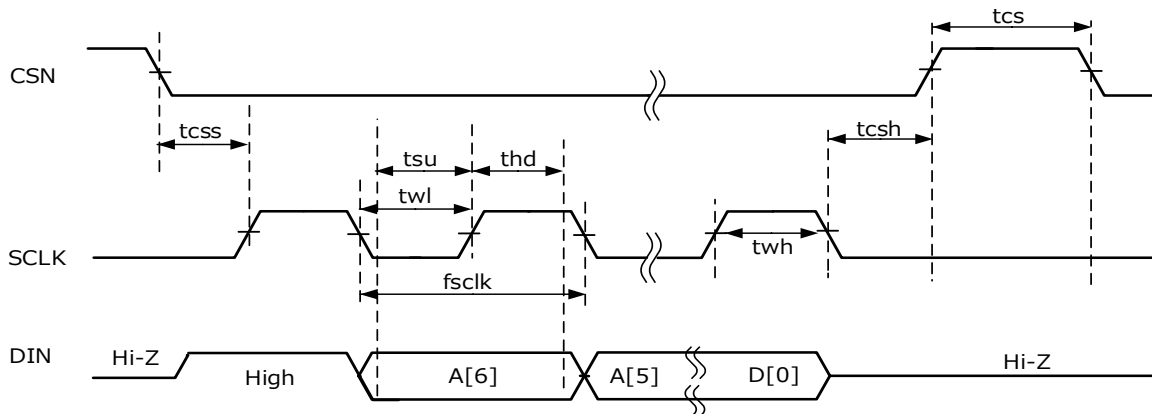 tcs
CSN
tcss
tcsh
tsu
thd
twl
twh
SCLK
fsclk
DIN
Hi-Z
High
A[6]
A[5]
D[0]
Hi-Z